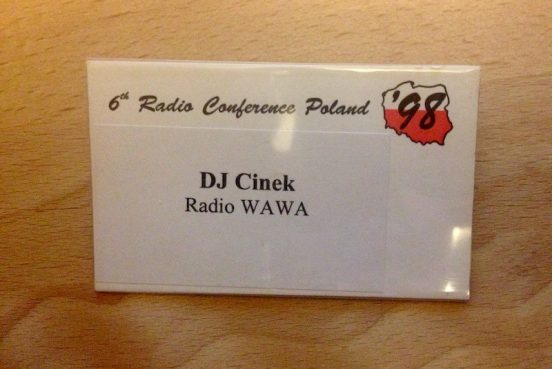 6th Radio Conference Poland '98
DJ Cinek
Radio WAWA